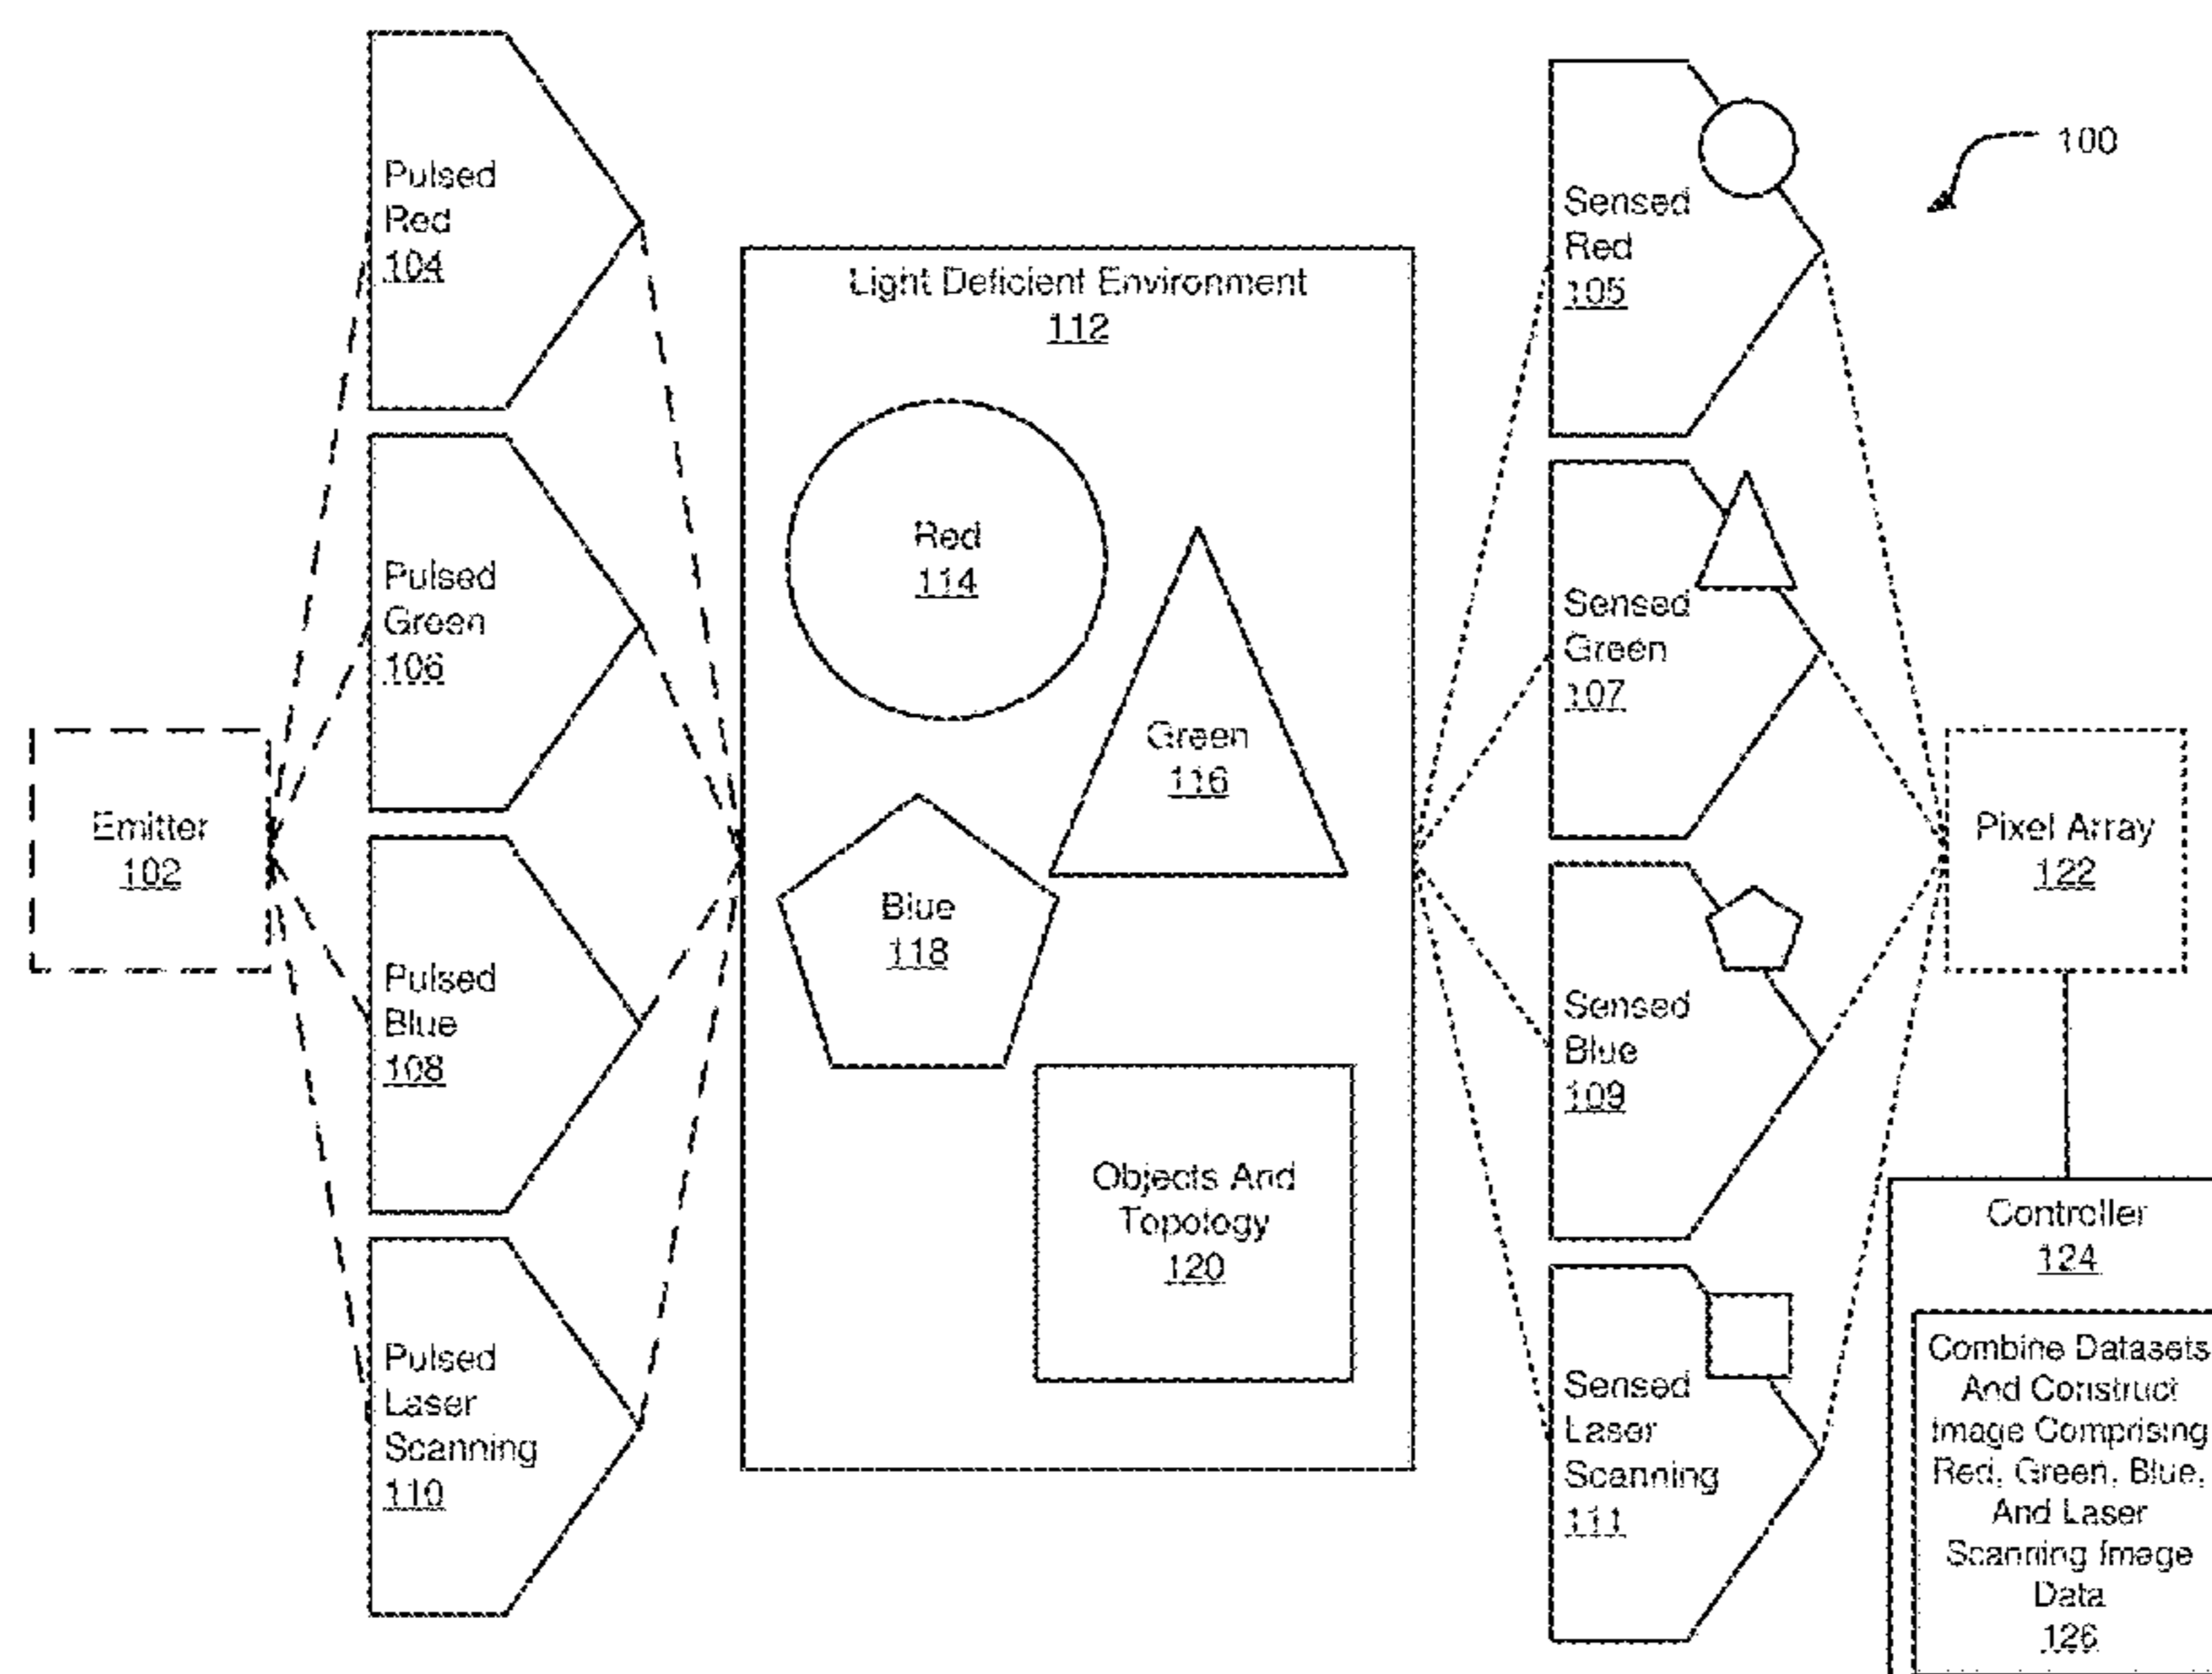 Pulsed
Red
104
Pulsed
Green
106
Emitter
102
Pulsed
Blue
108
Pulsed
Laser
Scanning
110
Light Deficient Environment
112
Red
114
Green
116
Blue
118
Objects And
Topology
120
Sensed
Red
105
Sensed
Green
107
Sensed
Blue
109
Sensed
Laser
Scanning
111
100
Pixel Array
122
Controller
124
Combine Datasets
And Construct
Image Comprising
Red, Green, Blue,
And Laser
Scanning Image
Data
126